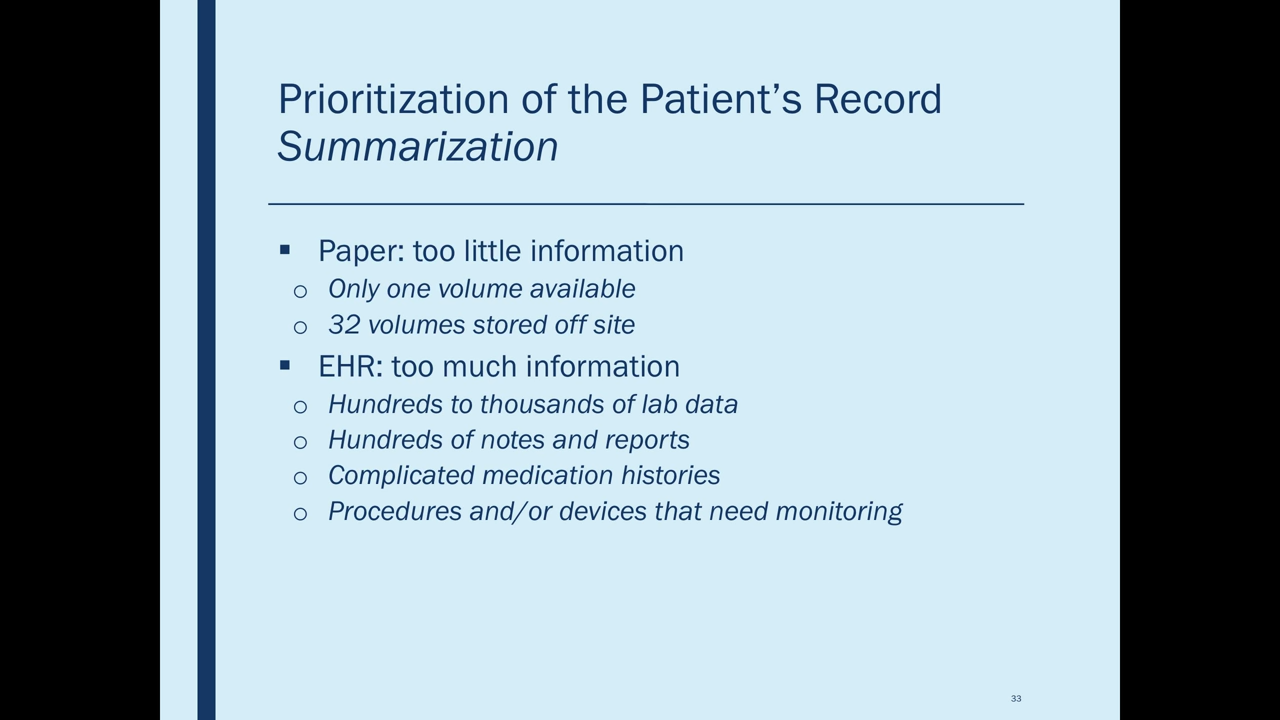 Prioritization of the Patient’s Record
Summarization
▪ Paper: too little information
o Only one volume available
o 32 volumes stored off site
▪ EHR: too much information
o Hundreds to thousands of lab data
o Hundreds of notes and reports
o Complicated medication histories
o Procedures and/or devices that need monitoring
33